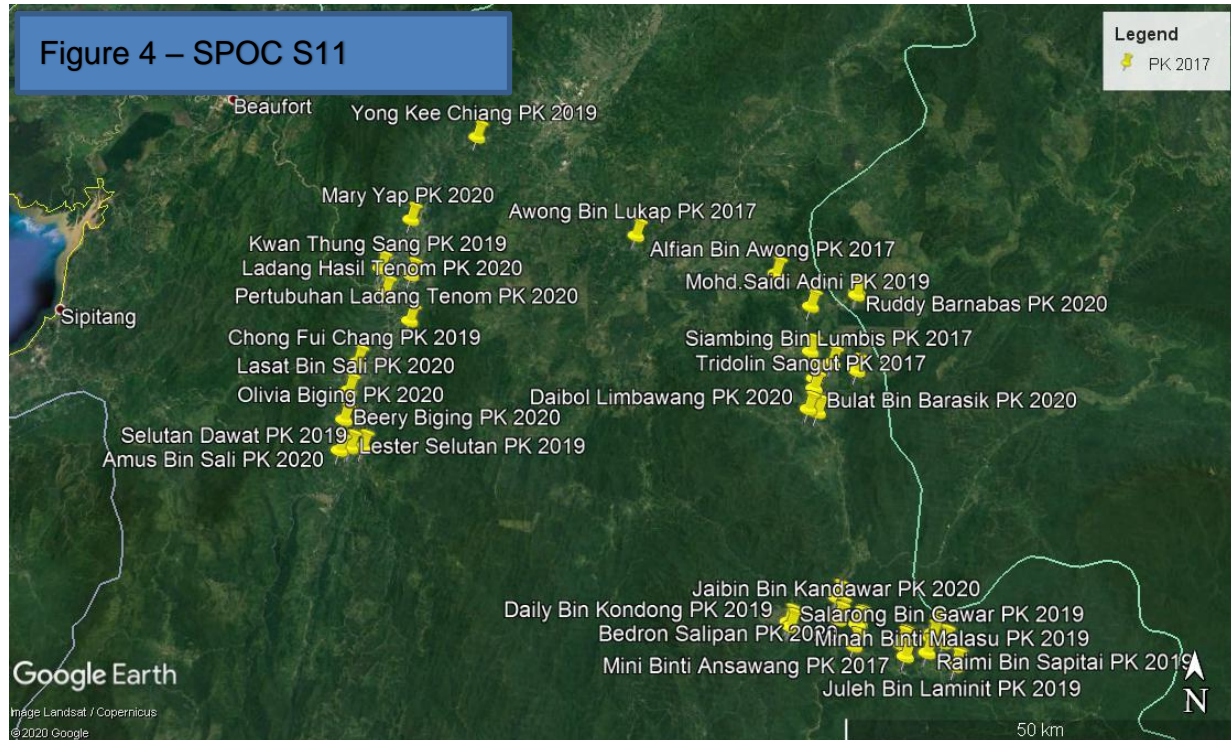 Figure 4 – SPOC S11
Legend
PK 2017
Beaufort
Yong Kee Chiang PK 2019
Mary Yap PK 2020
Awong Bin Lukap PK 2017
Kwan Thung Sang PK 2019
Alfian Bin Awong PK 2017
Ladang Hasil Tenom PK 2020
Mohd.Saidi Adini PK 2019
Pertubuhan Ladang Tenom PK 2020
Ruddy Barnabas PK 2020
Sipitang
Chong Fui Chang PK 2019
Siambing Bin Lumbis PK 2017
Lasat Bin Sali PK 2020
Tridolin Sangut PK 2017
Olivia Biging PK 2020
Daibol Limbawang PK 2020
Bulat Bin Barasik PK 2020
Beery Biging PK 2020
Selutan Dawat PK 2019
Lester Selutan PK 2019
Amus Bin Sali PK 2020
Jaibin Bin Kandawar PK 2020
Daily Bin Kondong PK 2019
Salarong Bin Gawar PK 2019
Bedron Salipan PK 2020
Minah Binti Malasu PK 2019
Mini Binti Ansawang PK 2017
Raimi Bin Sapitai PK 2019
Juleh Bin Laminit PK 2019
Google Earth
N
Image Landsat / Copernicus
© 2020 Google
50 km